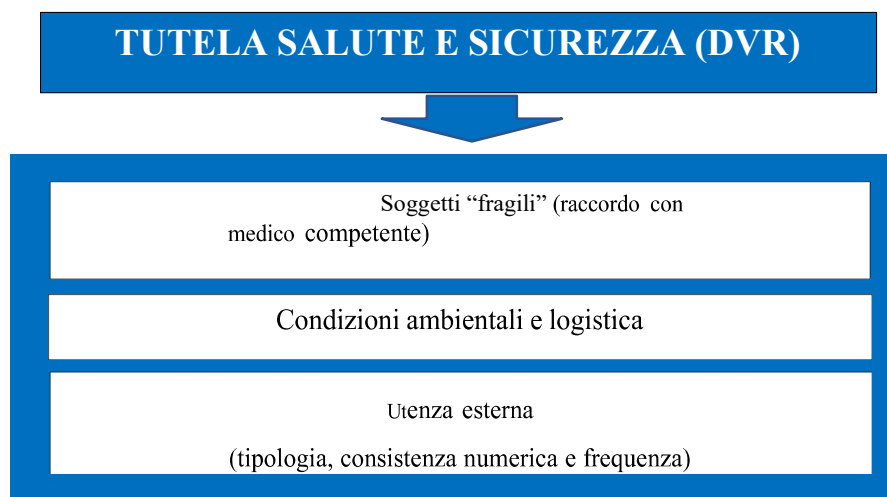 TUTELA SALUTE E SICUREZZA (DVR)
Soggetti “fragili” (raccordo con
medico competente)
Condizioni ambientali e logistica
Utenza esterna
(tipologia, consistenza numerica e frequenza)